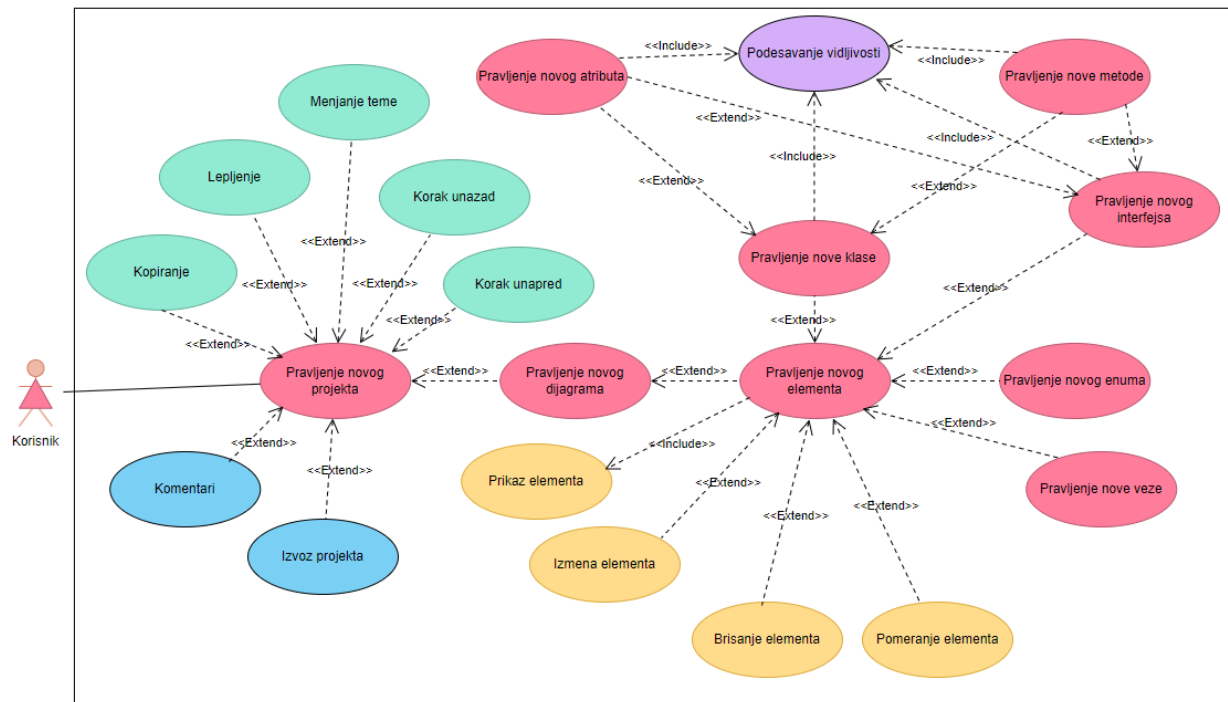 <<Include>>
Podesavanje vidljivosti
Pravljenje novog atributa
<<Include>>
Pravljenje nove metode
Menjanje teme
<<Extend>>
<<Include>>
<<Extend>>
<<Include>>
Lepljenje
Korak unazad
<<Extend>>
<<Extend>>
Pravljenje novog
interfejsa
<<Extend>>
Kopiranje
<<Extend>>
<<Extend>>
Korak unapred
Pravljenje nove klase
<<Extend>>
<<Extend>>
<<Extend>>
<<Extend>>
Pravljenje novog
projekta
<<Extend>>
Pravljenje novog
dijagrama
<<Extend>>
Pravljenje novog
elementa
<<Extend>>
Pravljenje novog enuma
Korisnik
<<Extend>>
<<Include>>
<<Extend>>
<<Extend>>
<<Extend>>
Komentari
Prikaz elementa
Pravljenje nove veze
<<Extend>>
<<Extend>>
Izvoz projekta
Izmena elementa
Brisanje elementa
Pomeranje elementa